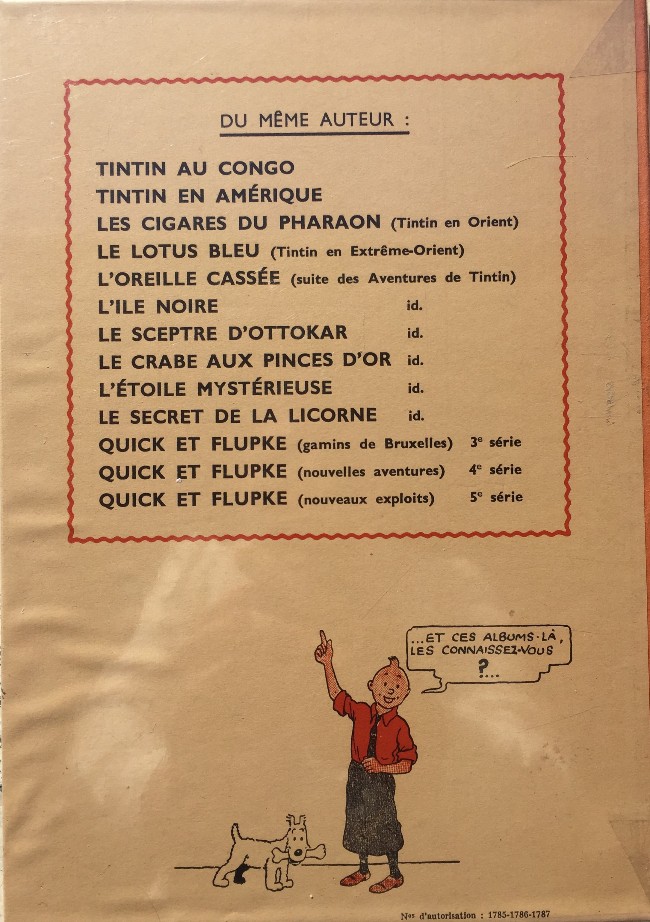 DU MÊME AUTEUR :
TINTIN AU CONGO
TINTIN EN AMÉRIQUE
LES CIGARES DU PHARAON (Tintin en Orient)
LE LOTUS BLEU (Tintin en Extrême-Orient)
L'OREILLE CASSÉE (suite des Aventures de Tintin)
L'ILE NOIRE id.
LE SCEPTRE D'OTTOKAR id.
LE CRABE AUX PINCES D'OR id.
L'ÉTOILE MYSTÉRIEUSE id.
LE SECRET DE LA LICORNE id.
QUICK ET FLUPKE (gamins de Bruxelles) 3e série
QUICK ET FLUPKE (nouvelles aventures) 4e série
QUICK ET FLUPKE (nouveaux exploits) 5e série
...ET CES ALBUMS-LÀ,
LES CONNAISSEZ-VOUS
?...
Nos d'autorisation : 1785-1786-1787